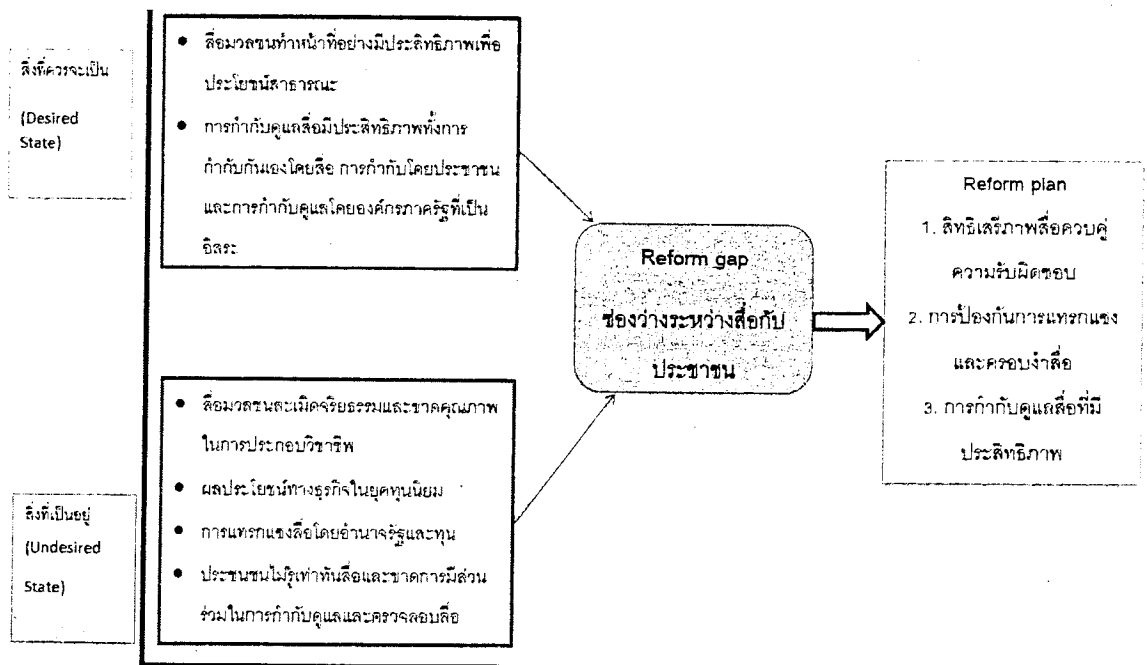 สิ่งที่ควรจะเป็น
(Desired
State)
• สื่อมวลชนทำหน้าที่อย่างมีประสิทธิภาพเพื่อ
ประโยชน์สาธารณะ
• การกำกับดูแลสื่อมีประสิทธิภาพทั้งการ
กำกับกันเองโดยสื่อ การกำกับโดยประชาชน
และการกำกับดูแลโดยองค์กรภาครัฐที่เป็น
อิสระ
สิ่งที่เป็นอยู่
(Undesired
State)
• สื่อมวลชนละเมิดจริยธรรมและขาดคุณภาพ
ในการประกอบวิชาชีพ
• ผลประโยชน์ทางธุรกิจในยุคทุนนิยม
• การแทรกแซงสื่อโดยอำนาจรัฐและทุน
• ประชนชนไม่รู้เท่าทันสื่อและขาดการมีส่วน
ร่วมในการกำกับดูแลและตรวจสอบสื่อ
Reform gap
ช่องว่างระหว่างสื่อกับ
ประชาชน
Reform plan
1. สิทธิเสรีภาพสื่อควบคู่
ความรับผิดชอบ
2. การป้องกันการแทรกแซง
และครอบงำสื่อ
3. การกำกับดูแลสื่อที่มี
ประสิทธิภาพ